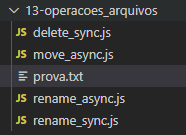 13-operacoes_arquivos
JS delete_sync.js
JS move_async.js
prova.txt
JS rename_async.js
JS rename_sync.js